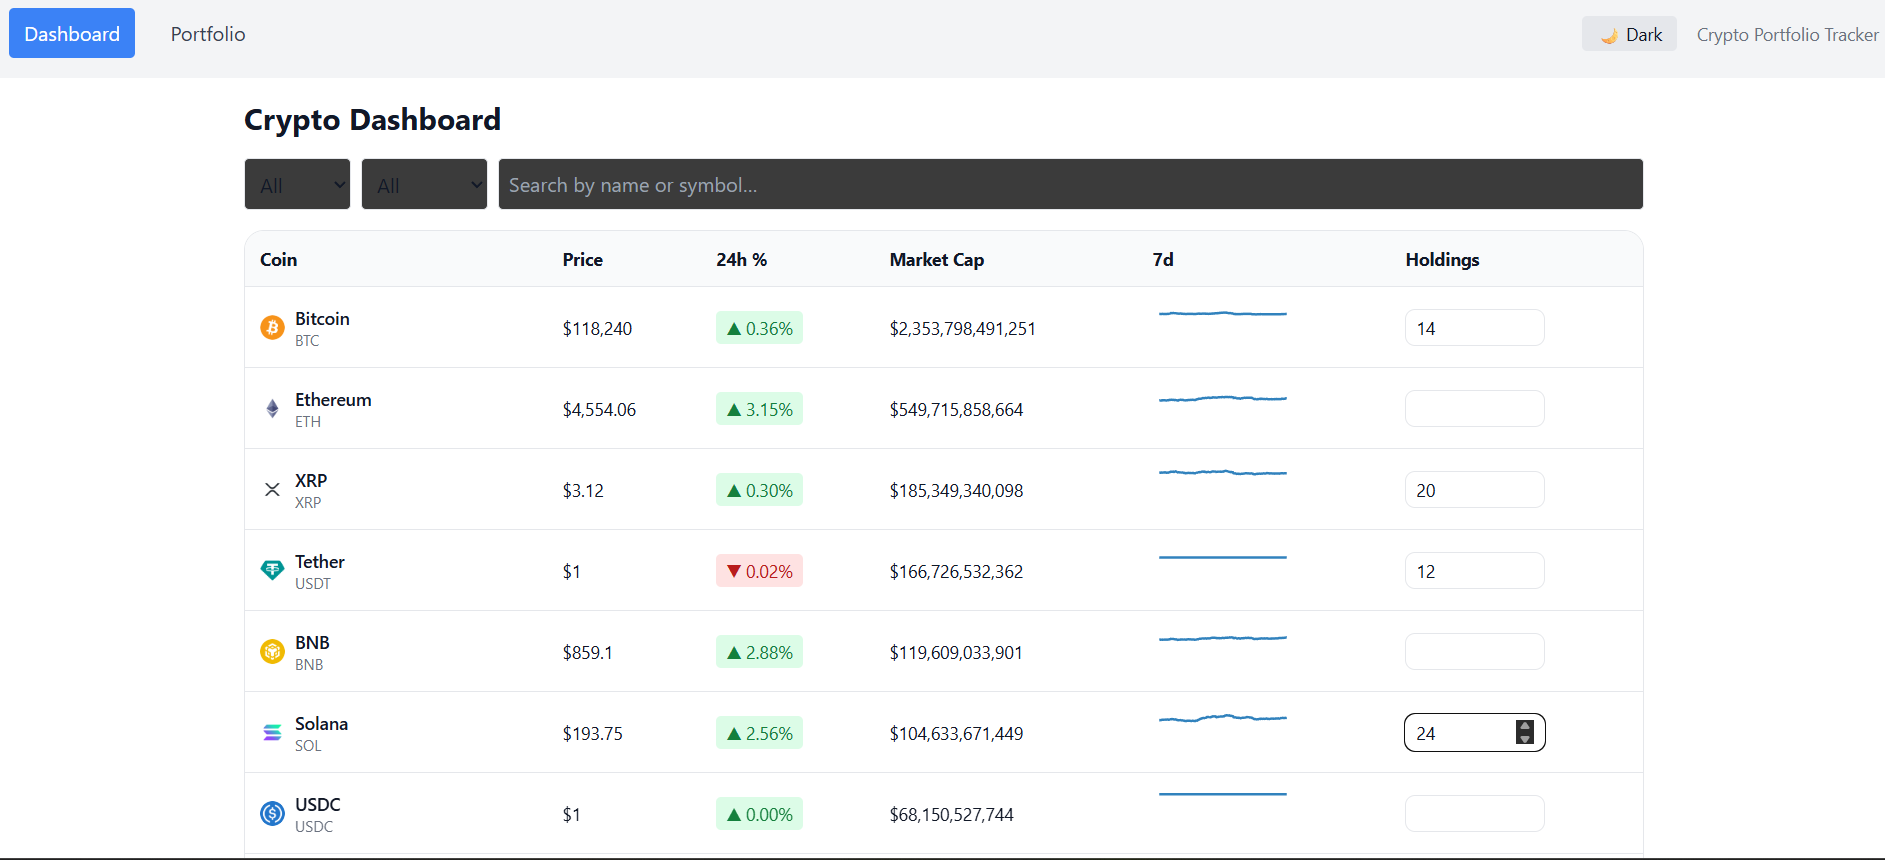 Dashboard Portfolio 🌙 Dark Crypto Portfolio Tracker
Crypto Dashboard
All All Search by name or symbol...
Coin Price 24h % Market Cap 7d Holdings
Bitcoin
BTC
$118,240 ▲ 0.36% $2,353,798,491,251 14
Ethereum
ETH
$4,554.06 ▲ 3.15% $549,715,858,664
XRP
XRP
$3.12 ▲ 0.30% $185,349,340,098 20
Tether
USDT
$1 ▼ 0.02% $166,726,532,362 12
BNB
BNB
$859.1 ▲ 2.88% $119,609,033,901
Solana
SOL
$193.75 ▲ 2.56% $104,633,671,449 24
USDC
USDC
$1 ▲ 0.00% $68,150,527,744